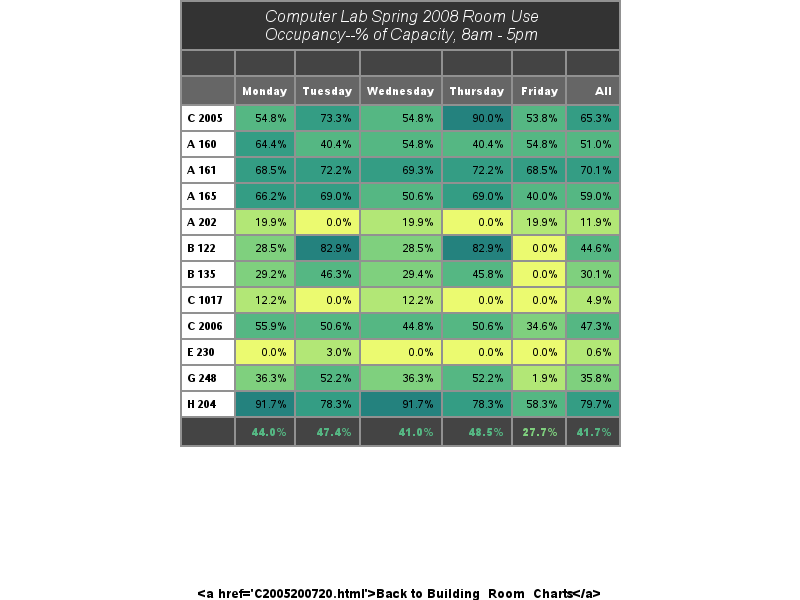 Computer Lab Spring 2008 Room Use
Occupancy--% of Capacity, 8am - 5pm
Monday Tuesday Wednesday Thursday Friday All
C 2005 54.8% 73.3% 54.8% 90.0% 53.8% 65.3%
A 160 64.4% 40.4% 54.8% 40.4% 54.8% 51.0%
A 161 68.5% 72.2% 69.3% 72.2% 68.5% 70.1%
A 165 66.2% 69.0% 50.6% 69.0% 40.0% 59.0%
A 202 19.9% 0.0% 19.9% 0.0% 19.9% 11.9%
B 122 28.5% 82.9% 28.5% 82.9% 0.0% 44.6%
B 135 29.2% 46.3% 29.4% 45.8% 0.0% 30.1%
C 1017 12.2% 0.0% 12.2% 0.0% 0.0% 4.9%
C 2006 55.9% 50.6% 44.8% 50.6% 34.6% 47.3%
E 230 0.0% 3.0% 0.0% 0.0% 0.0% 0.6%
G 248 36.3% 52.2% 36.3% 52.2% 1.9% 35.8%
H 204 91.7% 78.3% 91.7% 78.3% 58.3% 79.7%
44.0% 47.4% 41.0% 48.5% 27.7% 41.7%
<a href='C2005200720.html'>Back to Building_Room_Charts</a>